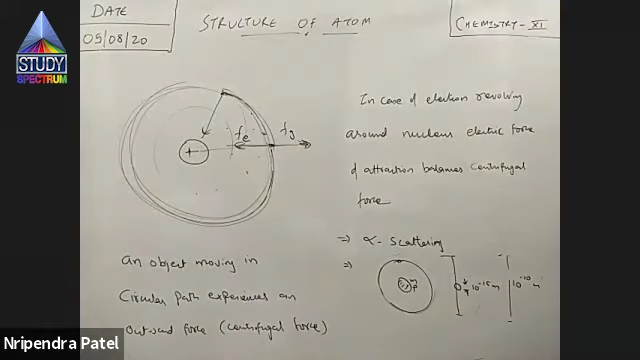 DATE
05/08/20
STRUCTURE OF ATOM
CHEMISTRY - XI
STUDY
SPECTRUM
In case of electron revolving
around nucleus electric force
of attraction balances centrifugal
force
+
fe
⇒ α - Scattering
⇒
10⁻¹⁵ m
10⁻¹⁰ m
An object moving in
Circular path experiences an
outward force (centrifugal force)
Nripendra Patel